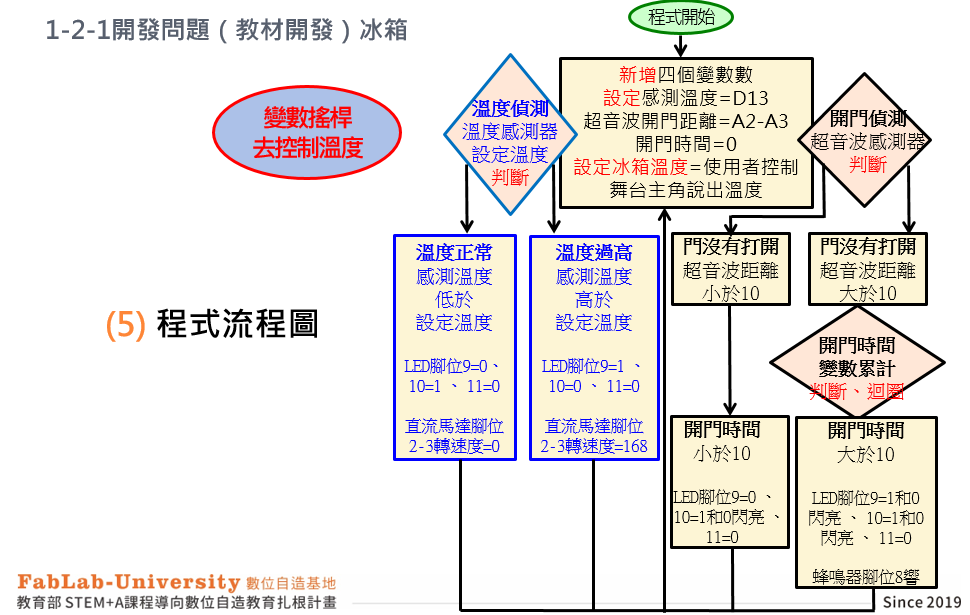 1-2-1開發問題（教材開發）冰箱
程式開始
變數搖桿
去控制溫度
溫度偵測
溫度感測器
設定溫度
判斷
新增四個變數數
設定感測溫度=D13
超音波開門距離=A2-A3
開門時間=0
設定冰箱溫度=使用者控制
舞台主角說出溫度
開門偵測
超音波感測器
判斷
溫度正常
感測溫度
低於
設定溫度
LED腳位9=0、
10=1 、 11=0
直流馬達腳位
2-3轉速度=0
溫度過高
感測溫度
高於
設定溫度
LED腳位9=1 、
10=0 、 11=0
直流馬達腳位
2-3轉速度=168
門沒有打開
超音波距離
小於10
門沒有打開
超音波距離
大於10
(5) 程式流程圖
開門時間
變數累計
判斷、迴圈
開門時間
小於10
LED腳位9=0 、
10=1和0閃亮 、
11=0
開門時間
大於10
LED腳位9=1和0
閃亮 、 10=1和0
閃亮 、 11=0
蜂鳴器腳位8響
FabLab-University 數位自造基地
教育部 STEM+A課程導向數位自造教育扎根計畫
Since 2019